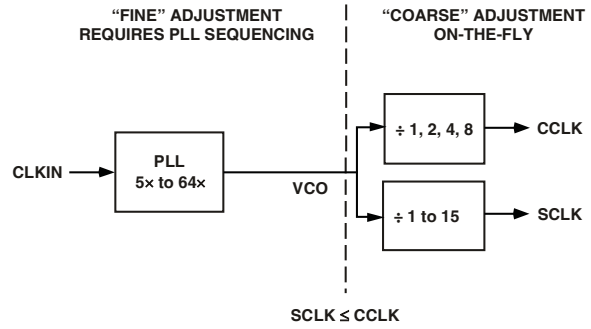 “FINE” ADJUSTMENT
REQUIRES PLL SEQUENCING
“COARSE” ADJUSTMENT
ON-THE-FLY
CLKIN
PLL
5× to 64×
VCO
÷ 1, 2, 4, 8
CCLK
÷ 1 to 15
SCLK
SCLK ≤ CCLK